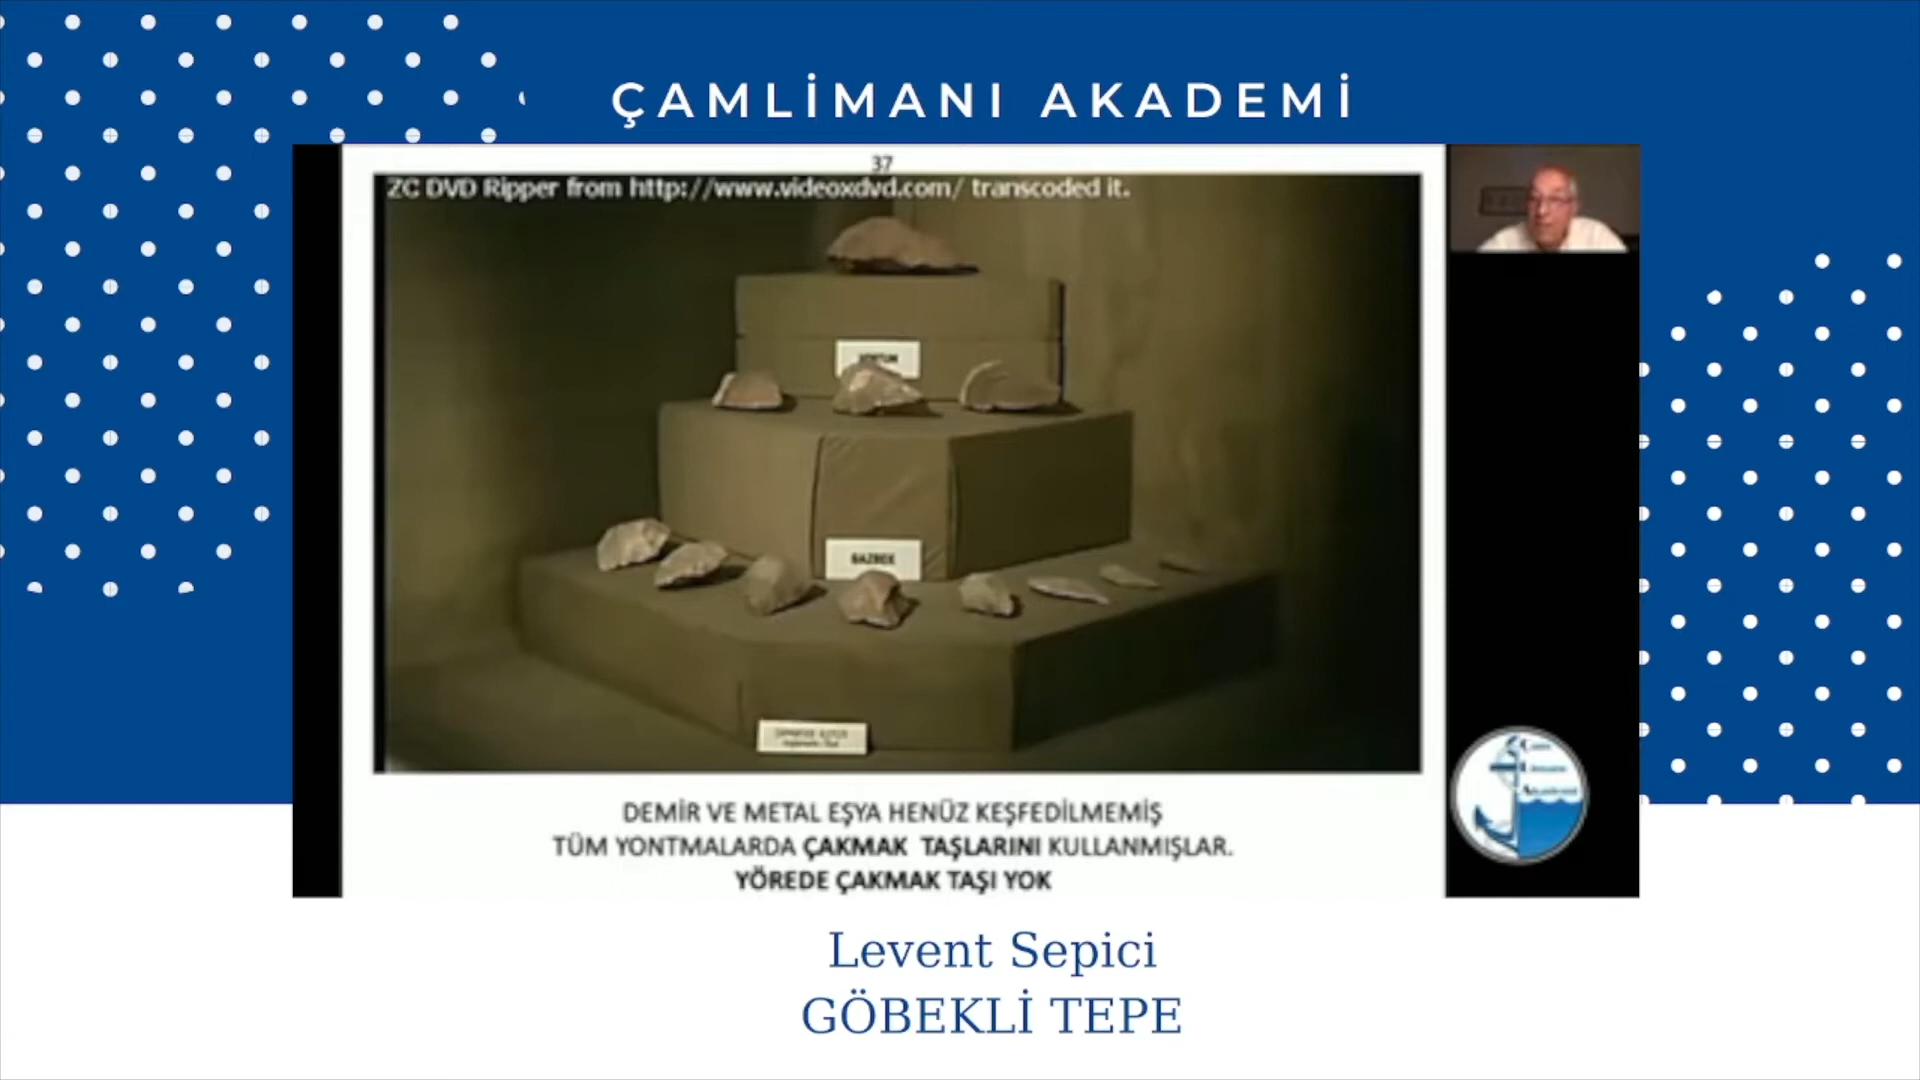 ÇAMLİMANI AKADEMİ
37
ZC DVD Ripper from http://www.videoxdvd.com/ transcoded it.
DEMİR VE METAL EŞYA HENÜZ KEŞFEDİLMEMİŞ
TÜM YONTMALARDA ÇAKMAK TAŞLARINI KULLANMIŞLAR.
YÖREDE ÇAKMAK TAŞI YOK
Levent Sepici
GÖBEKLİ TEPE